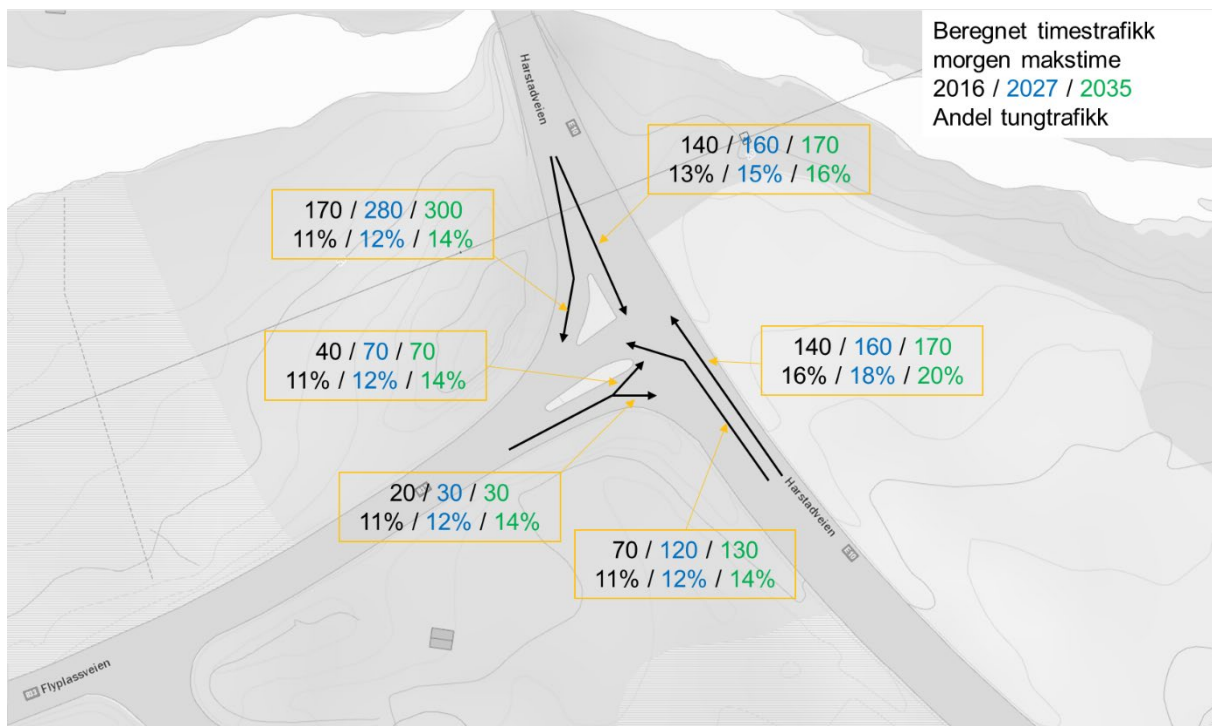 Beregnet timestrafikk
morgen makstime
2016 / 2027 / 2035
Andel tungtrafikk
Harstadveien
140 / 160 / 170
13% / 15% / 16%
170 / 280 / 300
11% / 12% / 14%
40 / 70 / 70
11% / 12% / 14%
140 / 160 / 170
16% / 18% / 20%
20 / 30 / 30
11% / 12% / 14%
Harstadveien
70 / 120 / 130
11% / 12% / 14%
Flyplassveien